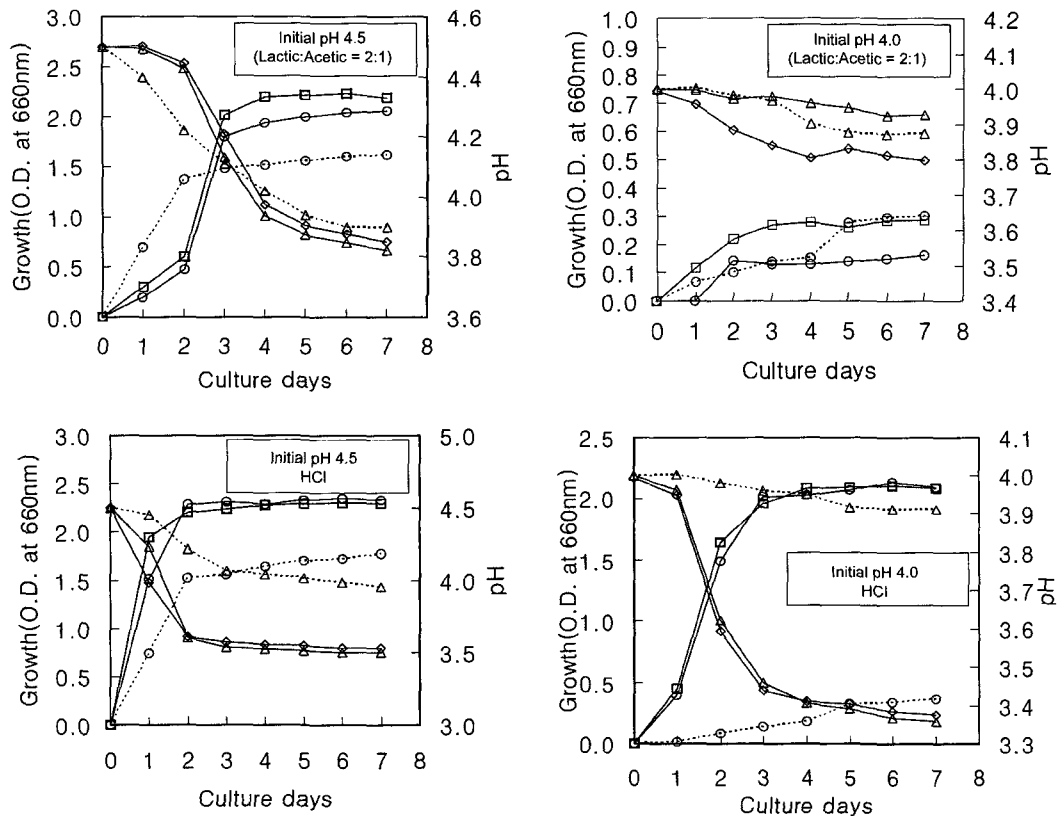 3.0
2.5
2.0
1.5
1.0
0.5
0.0
Growth(O.D. at 660nm)
Initial pH 4.5
(Lactic:Acetic = 2:1)
4.6
4.4
4.2
4.0
3.8
3.6
pH
0 1 2 3 4 5 6 7 8
Culture days
1.0
0.9
0.8
0.7
0.6
0.5
0.4
0.3
0.2
0.1
0.0
Growth(O.D. at 660nm)
Initial pH 4.0
(Lactic:Acetic = 2:1)
4.2
4.1
4.0
3.9
3.8
3.7
3.6
3.5
3.4
pH
0 1 2 3 4 5 6 7 8
Culture days
3.0
2.5
2.0
1.5
1.0
0.5
0.0
Growth(O.D. at 660nm)
Initial pH 4.5
HCl
5.0
4.5
4.0
3.5
3.0
pH
0 1 2 3 4 5 6 7 8
Culture days
2.5
2.0
1.5
1.0
0.5
0.0
Growth(O.D. at 660nm)
Initial pH 4.0
HCl
4.1
4.0
3.9
3.8
3.7
3.6
3.5
3.4
3.3
pH
0 1 2 3 4 5 6 7 8
Culture days